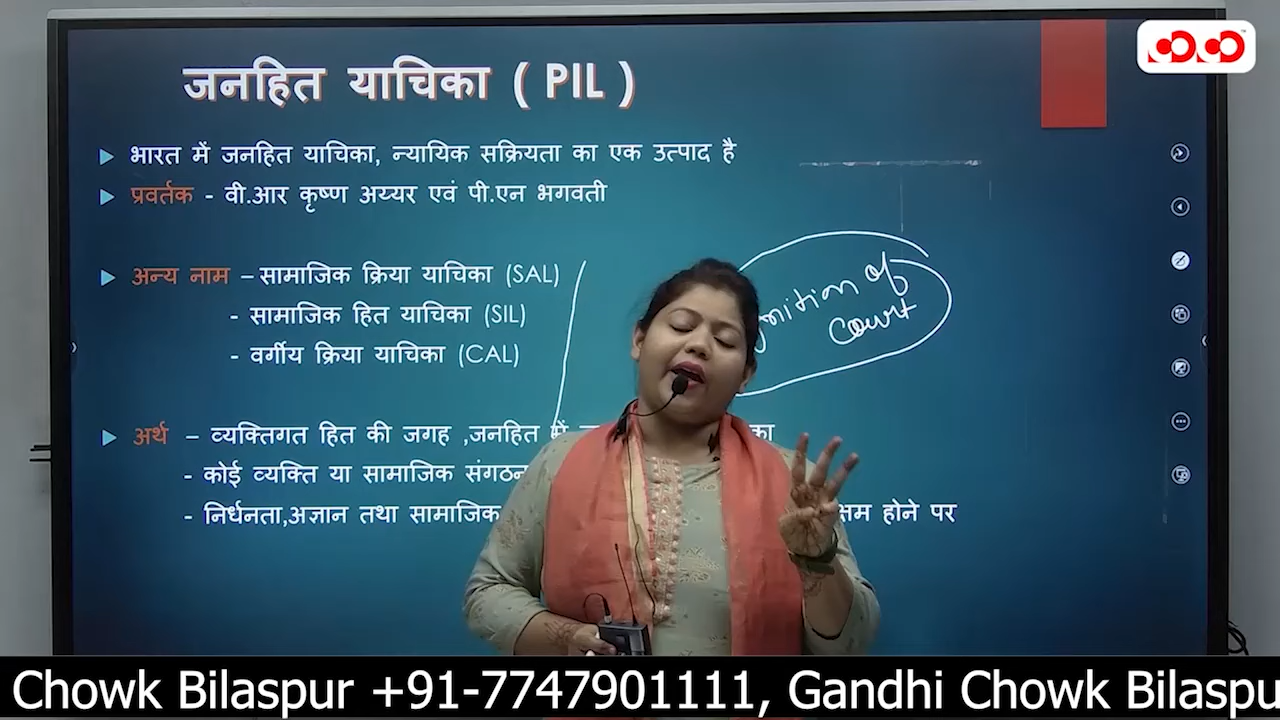 जनहित याचिका ( PIL )
भारत में जनहित याचिका, न्यायिक सक्रियता का एक उत्पाद है
प्रवर्तक - वी.आर कृष्ण अय्यर एवं पी.एन भगवती
अन्य नाम – सामाजिक क्रिया याचिका (SAL)
- सामाजिक हित याचिका (SIL)
- वर्गीय क्रिया याचिका (CAL)
of
court
अर्थ – व्यक्तिगत हित की जगह ,जनहित में का
- कोई व्यक्ति या सामाजिक संगठन
- निर्धनता,अज्ञान तथा सामाजिक होने पर
Chowk Bilaspur +91-7747901111, Gandhi Chowk Bilaspu